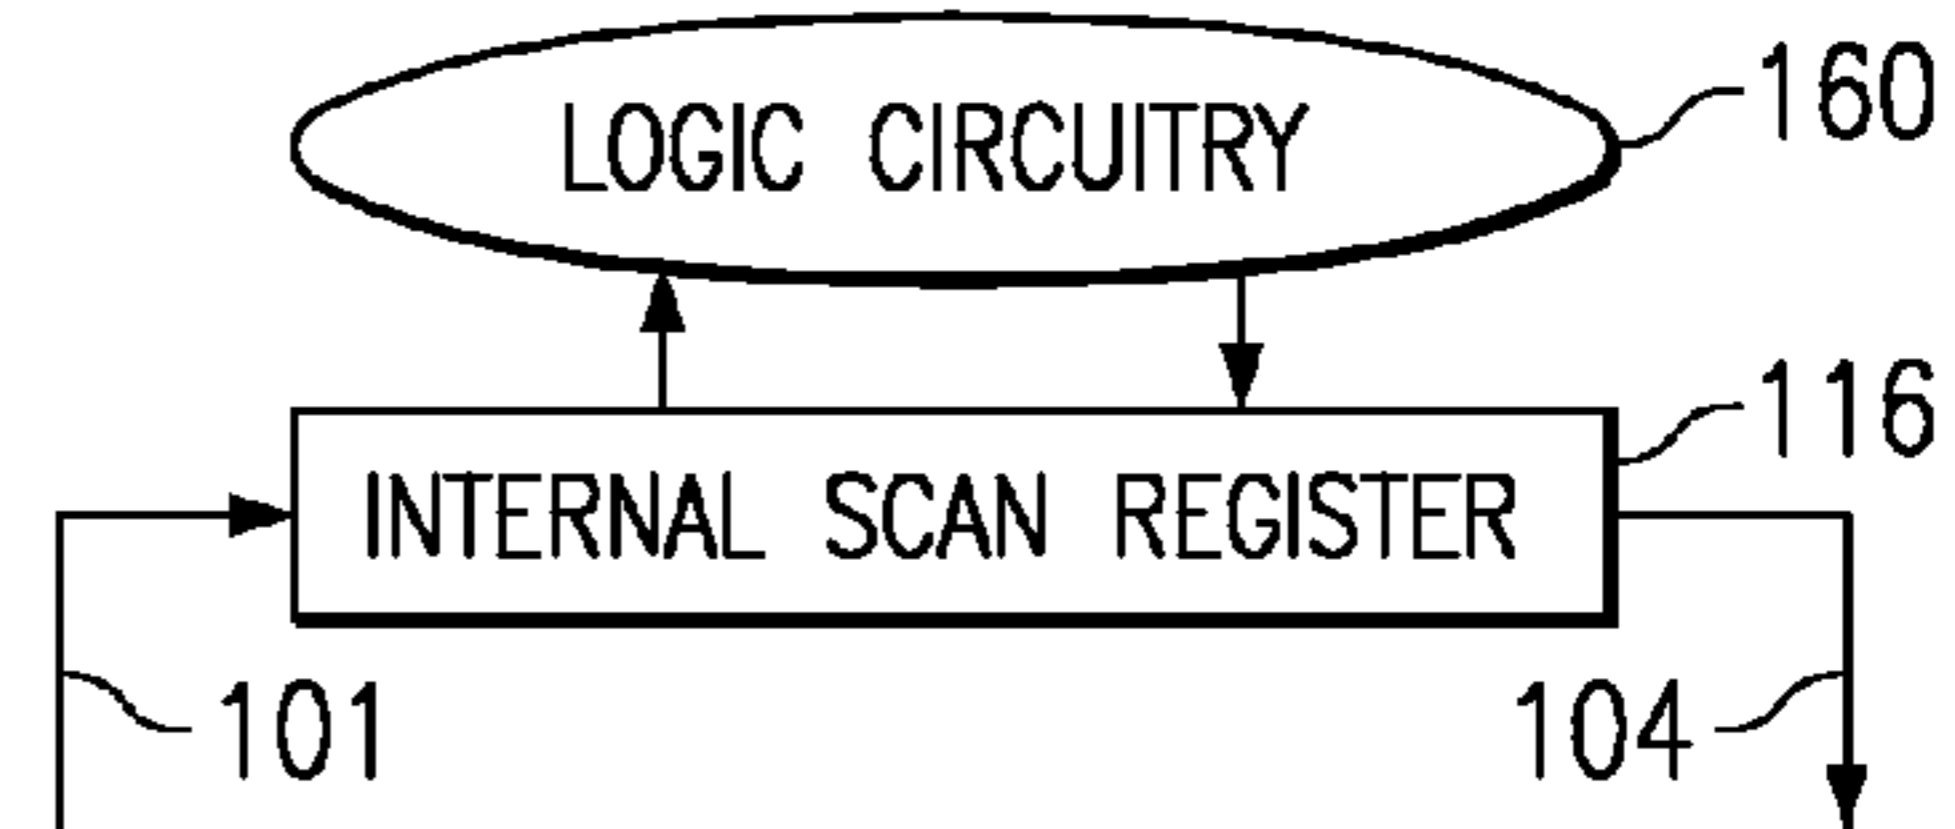 LOGIC CIRCUITRY
160
116
INTERNAL SCAN REGISTER
101
104